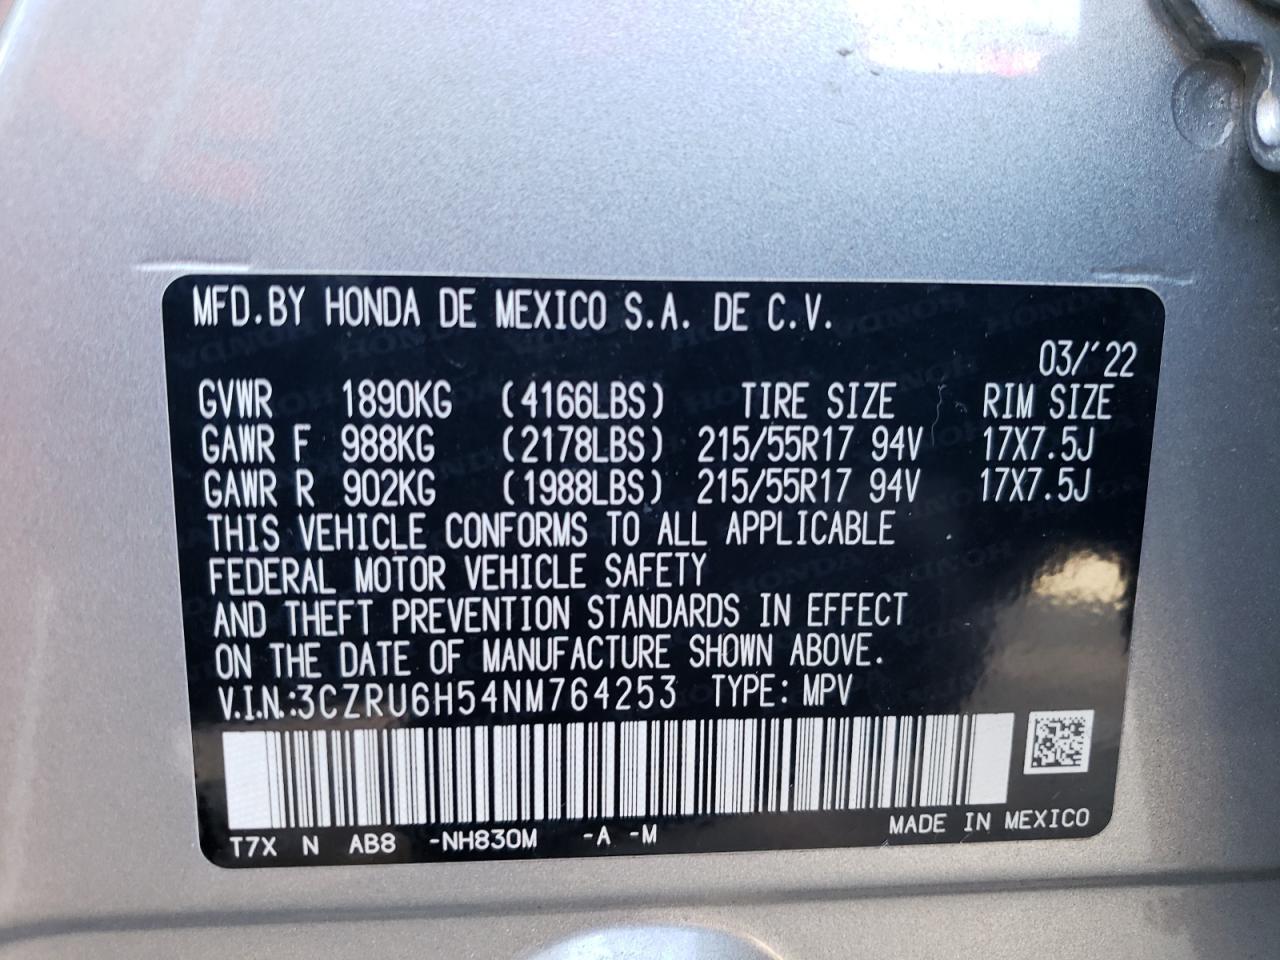 MFD.BY HONDA DE MEXICO S.A. DE C.V.
03/'22
GVWR 1890KG (4166LBS) TIRE SIZE RIM SIZE
GAWR F 988KG (2178LBS) 215/55R17 94V 17X7.5J
GAWR R 902KG (1988LBS) 215/55R17 94V 17X7.5J
THIS VEHICLE CONFORMS TO ALL APPLICABLE
FEDERAL MOTOR VEHICLE SAFETY
AND THEFT PREVENTION STANDARDS IN EFFECT
ON THE DATE OF MANUFACTURE SHOWN ABOVE.
V.I.N.:3CZRU6H54NM764253 TYPE: MPV
T7X N AB8 -NH830M -A -M MADE IN MEXICO